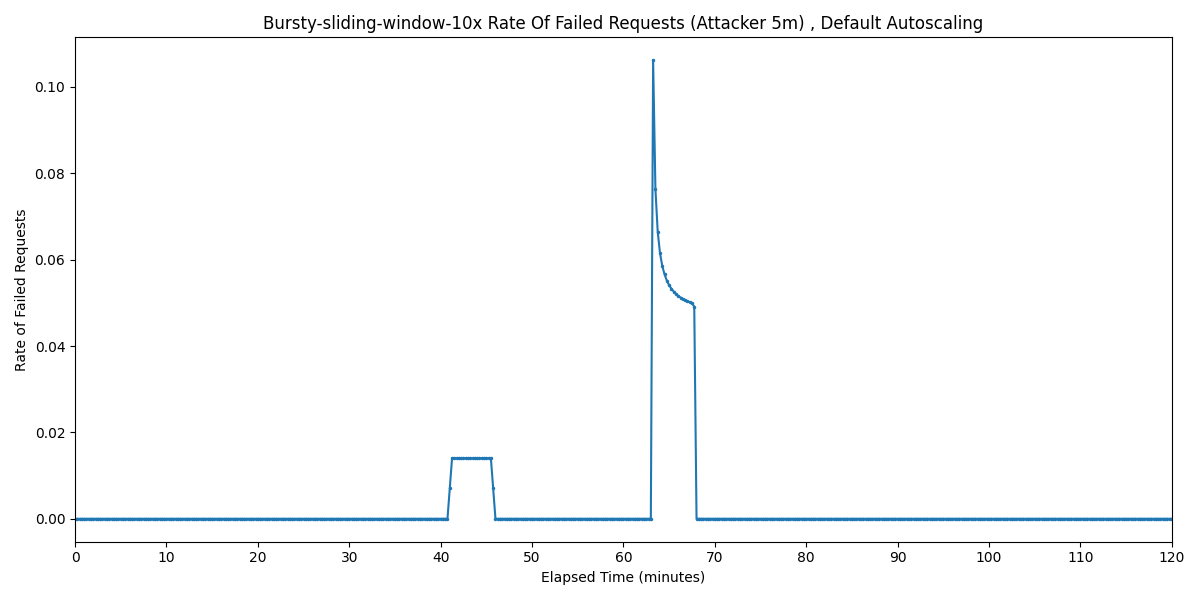 Bursty-sliding-window-10x Rate Of Failed Requests (Attacker 5m) , Default Autoscaling
Rate of Failed Requests
0.10
0.08
0.06
0.04
0.02
0.00
0 10 20 30 40 50 60 70 80 90 100 110 120
Elapsed Time (minutes)